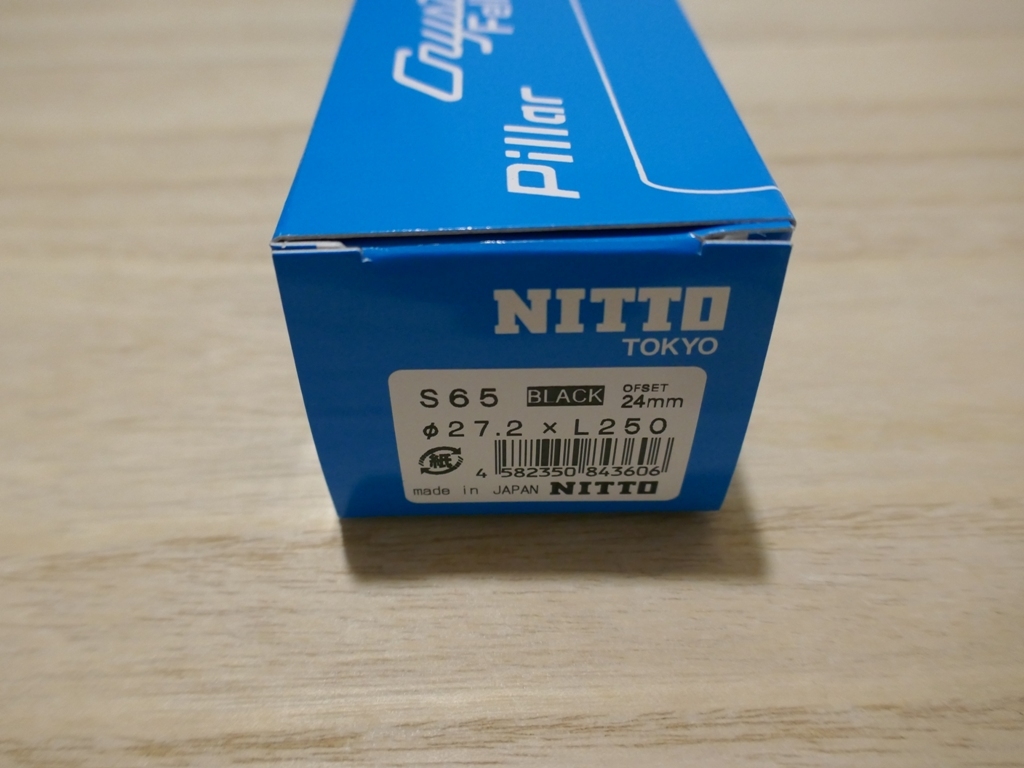 Pillar
NITTO
TOKYO
S65 BLACK OFSET 24mm
φ27.2 × L250
紙
4 582350 843606
made in JAPAN NITTO